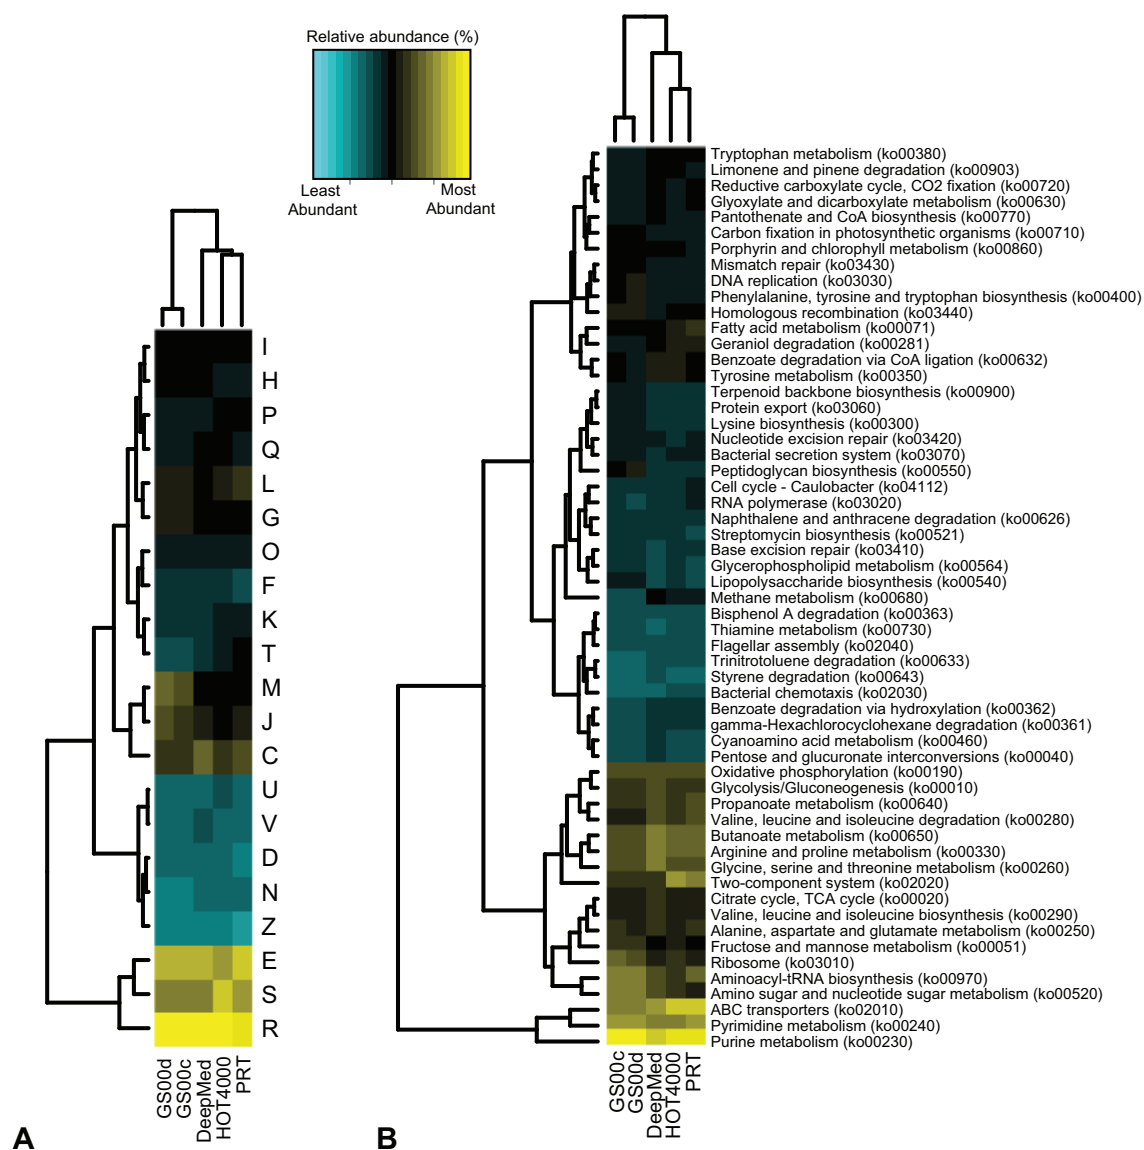 Relative abundance (%)
Least
Abundant
Most
Abundant
I
H
P
Q
L
G
O
F
K
T
M
J
C
U
V
D
N
Z
E
S
R
GS00d
GS00c
DeepMed
HOT4000
PRT
A
Tryptophan metabolism (ko00380)
Limonene and pinene degradation (ko00903)
Reductive carboxylate cycle, CO2 fixation (ko00720)
Glyoxylate and dicarboxylate metabolism (ko00630)
Pantothenate and CoA biosynthesis (ko00770)
Carbon fixation in photosynthetic organisms (ko00710)
Porphyrin and chlorophyll metabolism (ko00860)
Mismatch repair (ko03430)
DNA replication (ko03030)
Phenylalanine, tyrosine and tryptophan biosynthesis (ko00400)
Homologous recombination (ko03440)
Fatty acid metabolism (ko00071)
Geraniol degradation (ko00281)
Benzoate degradation via CoA ligation (ko00632)
Tyrosine metabolism (ko00350)
Terpenoid backbone biosynthesis (ko00900)
Protein export (ko03060)
Lysine biosynthesis (ko00300)
Nucleotide excision repair (ko03420)
Bacterial secretion system (ko03070)
Peptidoglycan biosynthesis (ko00550)
Cell cycle - Caulobacter (ko04112)
RNA polymerase (ko03020)
Naphthalene and anthracene degradation (ko00626)
Streptomycin biosynthesis (ko00521)
Base excision repair (ko03410)
Glycerophospholipid metabolism (ko00564)
Lipopolysaccharide biosynthesis (ko00540)
Methane metabolism (ko00680)
Bisphenol A degradation (ko00363)
Thiamine metabolism (ko00730)
Flagellar assembly (ko02040)
Trinitrotoluene degradation (ko00633)
Styrene degradation (ko00643)
Bacterial chemotaxis (ko02030)
Benzoate degradation via hydroxylation (ko00362)
gamma-Hexachlorocyclohexane degradation (ko00361)
Cyanoamino acid metabolism (ko00460)
Pentose and glucuronate interconversions (ko00040)
Oxidative phosphorylation (ko00190)
Glycolysis/Gluconeogenesis (ko00010)
Propanoate metabolism (ko00640)
Valine, leucine and isoleucine degradation (ko00280)
Butanoate metabolism (ko00650)
Arginine and proline metabolism (ko00330)
Glycine, serine and threonine metabolism (ko00260)
Two-component system (ko02020)
Citrate cycle, TCA cycle (ko00020)
Valine, leucine and isoleucine biosynthesis (ko00290)
Alanine, aspartate and glutamate metabolism (ko00250)
Fructose and mannose metabolism (ko00051)
Ribosome (ko03010)
Aminoacyl-tRNA biosynthesis (ko00970)
Amino sugar and nucleotide sugar metabolism (ko00520)
ABC transporters (ko02010)
Pyrimidine metabolism (ko00240)
Purine metabolism (ko00230)
GS00c
GS00d
DeepMed
HOT4000
PRT
B